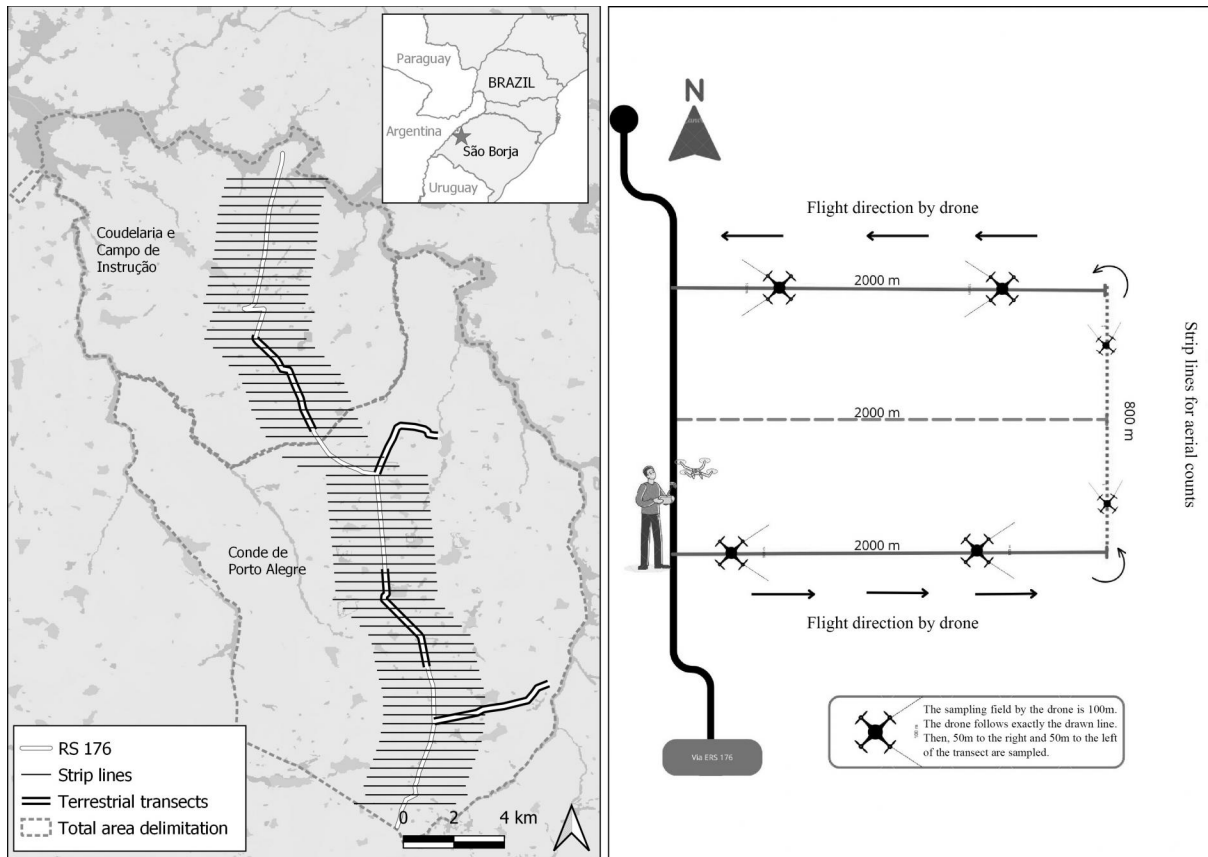 Paraguay
BRAZIL
Argentina
São Borja
Uruguay
Coudelaria e
Campo de
Instrução
Conde de
Porto Alegre
RS 176
Strip lines
Terrestrial transects
Total area delimitation
0 2 4 km
N
Flight direction by drone
2000 m
2000 m
800 m
Strip lines for aerial counts
2000 m
Flight direction by drone
The sampling field by the drone is 100m.
The drone follows exactly the drawn line.
Then, 50m to the right and 50m to the left
of the transect are sampled.
100 m
Via ERS 176